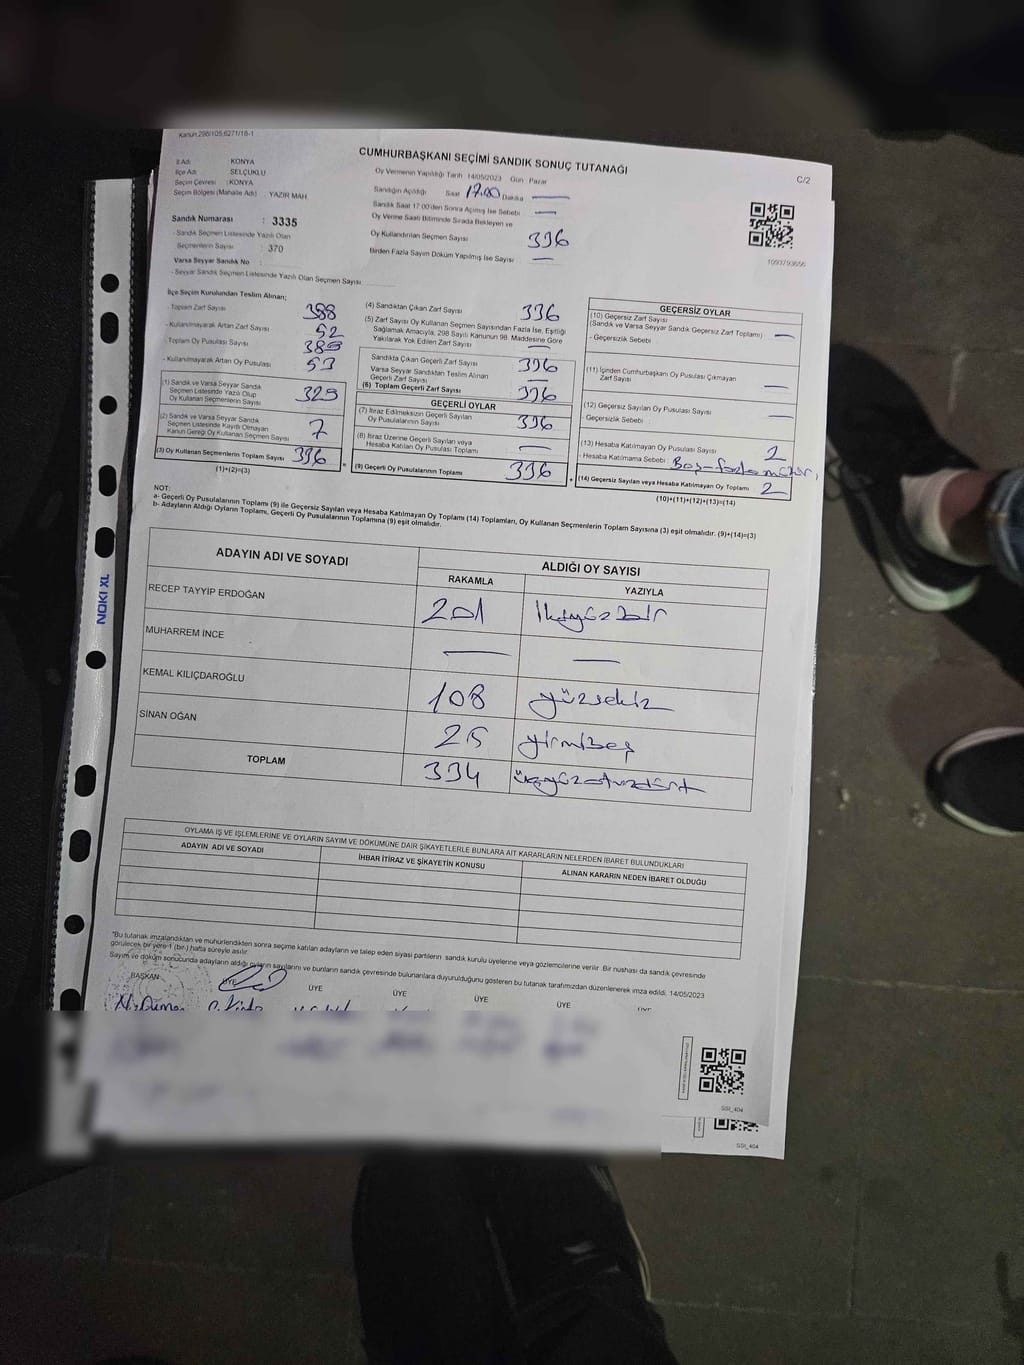 Kanun:298/105,6271/18-1
CUMHURBAŞKANI SEÇİMİ SANDIK SONUÇ TUTANAĞI
C/2
İl Adı : KONYA
İlçe Adı : SELÇUKLU
Seçim Çevresi : KONYA
Seçim Bölgesi (Mahalle Adı) : YAZIR MAH
Oy Vermenin Yapıldığı Tarih : 14/05/2023 Gün : Pazar
Sandığın Açıldığı Saat 17.00 Dakika —
Sandık Saat 17:00'den Sonra Açılmış İse Sebebi —
Oy Verme Saati Bitiminde Sırada Bekleyen ve
Oy Kullandırılan Seçmen Sayısı 336
Birden Fazla Sayım Döküm Yapılmış İse Sayısı : —
Sandık Numarası : 3335
- Sandık Seçmen Listesinde Yazılı Olan
Seçmenlerin Sayısı : 370
Varsa Seyyar Sandık No :
- Seyyar Sandık Seçmen Listesinde Yazılı Olan Seçmen Sayısı :
1093793656
İlçe Seçim Kurulundan Teslim Alınan;
- Toplam Zarf Sayısı 388
- Kullanılmayarak Artan Zarf Sayısı 52
- Toplam Oy Pusulası Sayısı 389
- Kullanılmayarak Artan Oy Pusulası 53
(1) Sandık ve Varsa Seyyar Sandık
Seçmen Listesinde Yazılı Olup
Oy Kullanan Seçmenlerin Sayısı 329
(2) Sandık ve Varsa Seyyar Sandık
Seçmen Listesinde Kayıtlı Olmayan
Kanun Gereği Oy Kullanan Seçmen Sayısı 7
(3) Oy Kullanan Seçmenlerin Toplam Sayısı 336
(1)+(2)=(3)
=
(4) Sandıktan Çıkan Zarf Sayısı 336
(5) Zarf Sayısı Oy Kullanan Seçmen Sayısından Fazla İse, Eşitliği
Sağlamak Amacıyla, 298 Sayılı Kanunun 98. Maddesine Göre
Yakılarak Yok Edilen Zarf Sayısı —
Sandıkta Çıkan Geçerli Zarf Sayısı 336
Varsa Seyyar Sandıktan Teslim Alınan
Geçerli Zarf Sayısı —
(6) Toplam Geçerli Zarf Sayısı 336
GEÇERLİ OYLAR
(7) İtiraz Edilmeksizin Geçerli Sayılan
Oy Pusulalarının Sayısı 336
(8) İtiraz Üzerine Geçerli Sayılan veya
Hesaba Katılan Oy Pusulası Toplamı —
(9) Geçerli Oy Pusulalarının Toplamı 336
+
GEÇERSİZ OYLAR
(10) Geçersiz Zarf Sayısı
(Sandık ve Varsa Seyyar Sandık Geçersiz Zarf Toplamı) —
- Geçersizlik Sebebi :
(11) İçinden Cumhurbaşkanı Oy Pusulası Çıkmayan
Zarf Sayısı —
(12) Geçersiz Sayılan Oy Pusulası Sayısı —
- Geçersizlik Sebebi :
(13) Hesaba Katılmayan Oy Pusulası Sayısı 2
- Hesaba Katılmama Sebebi :
(14) Geçersiz Sayılan veya Hesaba Katılmayan Oy Toplamı 2
(10)+(11)+(12)+(13)=(14)
NOT:
a- Geçerli Oy Pusulalarının Toplamı (9) ile Geçersiz Sayılan veya Hesaba Katılmayan Oy Toplamı (14) Toplamları, Oy Kullanan Seçmenlerin Toplam Sayısına (3) eşit olmalıdır. (9)+(14)=(3)
b- Adayların Aldığı Oyların Toplamı, Geçerli Oy Pusulalarının Toplamına (9) eşit olmalıdır.
ADAYIN ADI VE SOYADI
ALDIĞI OY SAYISI
RAKAMLA YAZIYLA
RECEP TAYYİP ERDOĞAN 201 ikiyüzbir
MUHARREM İNCE — —
KEMAL KILIÇDAROĞLU 108 yüzsekiz
SİNAN OĞAN 25 yirmibeş
TOPLAM 334 üçyüzotuzdört
OYLAMA İŞ VE İŞLEMLERİNE VE OYLARIN SAYIM VE DÖKÜMÜNE DAİR ŞİKAYETLERLE BUNLARA AİT KARARLARIN NELERDEN İBARET BULUNDUKLARI
ADAYIN ADI VE SOYADI
İHBAR İTİRAZ VE ŞİKAYETİN KONUSU
ALINAN KARARIN NEDEN İBARET OLDUĞU
*Bu tutanak imzalandıktan ve mühürlendikten sonra seçime katılan adayların ve talep eden siyasi partilerin sandık kurulu üyelerine veya gözlemcilerine verilir. Bir nushası da sandık çevresinde
görülecek bir yere 1 (bir-) hafta süreyle asılır.
Sayım ve döküm sonucunda adayların aldığı oyların sayılarını ve bunların sandık çevresinde bulunanlara duyurulduğunu gösteren bu tutanak tarafımızdan düzenlenerek imza edildi. 14/05/2023
BAŞKAN ÜYE ÜYE ÜYE ÜYE ÜYE ÜYE
SSİ_404
SSİ_404
NOKI XL